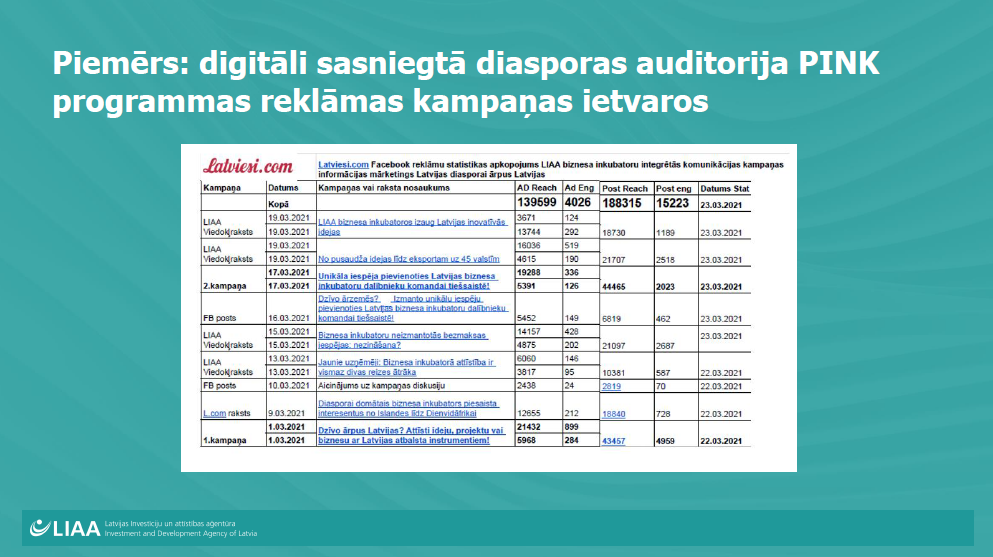 Piemērs: digitāli sasniegtā diasporas auditorija PINK
programmas reklāmas kampaņas ietvaros
Latviesi.com
Latviesi.com Facebook reklāmu statistikas apkopojums LIAA biznesa inkubatoru integrētās komunikācijas kampaņas
informācijas mārketings Latvijas diasporai ārpus Latvijas
Kampaņa Datums Kampaņas vai raksta nosaukums AD Reach Ad Eng Post Reach Post eng Datums Stat
Kopā 139599 4026 188315 15223 23.03.2021
19.03.2021 3671 124
LIAA Viedokļraksts 19.03.2021 LIAA biznesa inkubatoros izaug Latvijas inovatīvās idejas 13744 292 18730 1189 23.03.2021
19.03.2021 16036 519
LIAA Viedokļraksts 19.03.2021 No pusaudža idejas līdz eksportam uz 45 valstīm 4615 190 21707 2518 23.03.2021
17.03.2021 19288 336
2.kampaņa 17.03.2021 Unikāla iespēja pievienoties Latvijas biznesa inkubatoru dalībnieku komandai tiešsaistē! 5391 126 44465 2023 23.03.2021
FB posts 16.03.2021 Dzīvo ārzemēs? Izmanto unikālu iespēju pievienoties Latvijas biznesa inkubatoru dalībnieku komandai tiešsaistē! 5452 149 6819 462 23.03.2021
15.03.2021 14157 428 23.03.2021
LIAA Viedokļraksts 15.03.2021 Biznesa inkubatoru neizmantotās bezmaksas iespējas: nezināšana? 4875 202 21097 2687
13.03.2021 6060 146
LIAA Viedokļraksts 13.03.2021 Jaunie uzņēmēji: Biznesa inkubatorā attīstība ir vismaz divas reizes ātrāka 3817 95 10381 587 22.03.2021
FB posts 10.03.2021 Aicinājums uz kampaņas diskusiju 2438 24 2819 70 22.03.2021
L.com raksts 9.03.2021 Diasporai domātais biznesa inkubators piesaista interesentus no Islandes līdz Dienvidāfrikai 12655 212 18840 728 22.03.2021
1.03.2021 21432 899
1.kampaņa 1.03.2021 Dzīvo ārpus Latvijas? Attīsti ideju, projektu vai biznesu ar Latvijas atbalsta instrumentiem! 5968 284 43457 4959 22.03.2021
LIAA
Latvijas Investīciju un attīstības aģentūra
Investment and Development Agency of Latvia